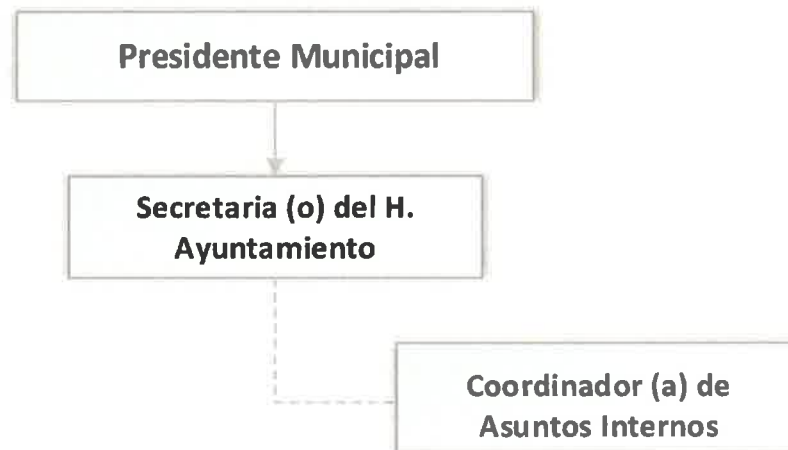 Presidente Municipal
Secretaria (o) del H.
Ayuntamiento
Coordinador (a) de
Asuntos Internos